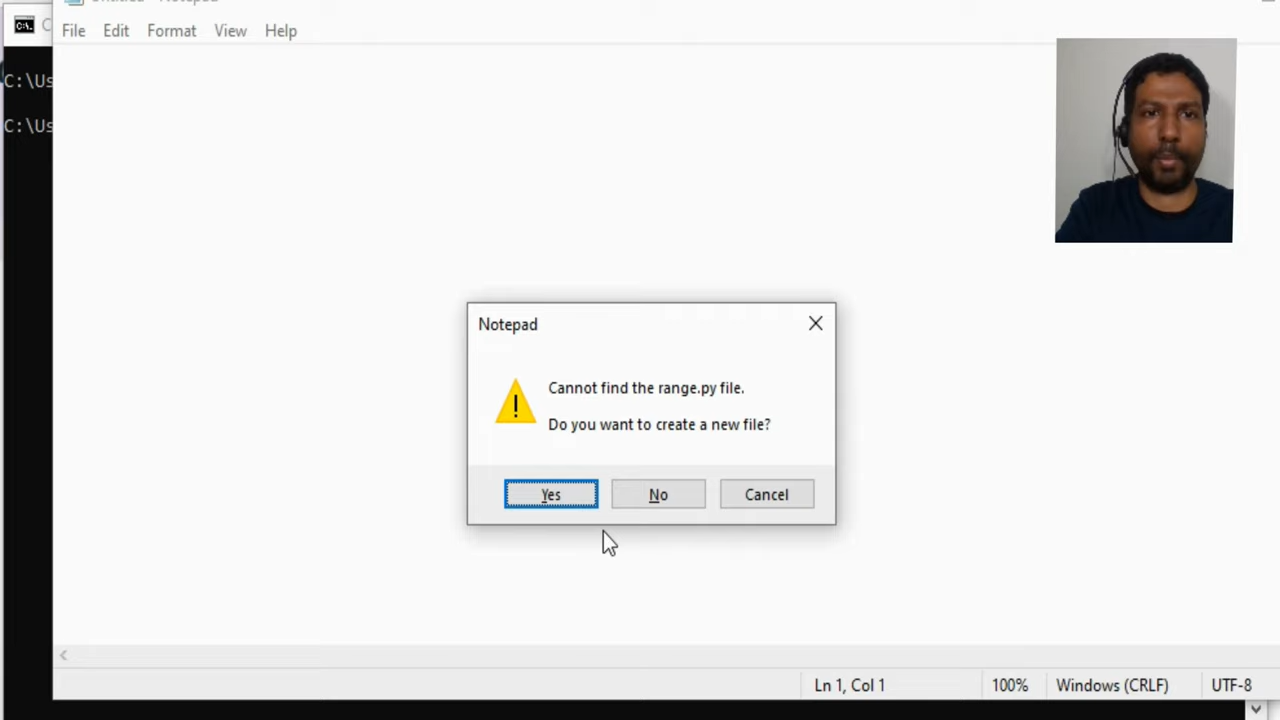 File Edit Format View Help
C:\Us
C:\Us
Notepad
Cannot find the range.py file.
Do you want to create a new file?
Yes No Cancel
Ln 1, Col 1 100% Windows (CRLF) UTF-8